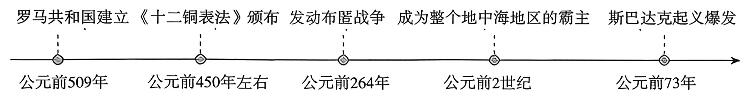 罗马共和国建立 《十二铜表法》颁布 发动布匿战争 成为整个地中海地区的霸主 斯巴达克起义爆发
公元前509年 公元前450年左右 公元前264年 公元前2世纪 公元前73年